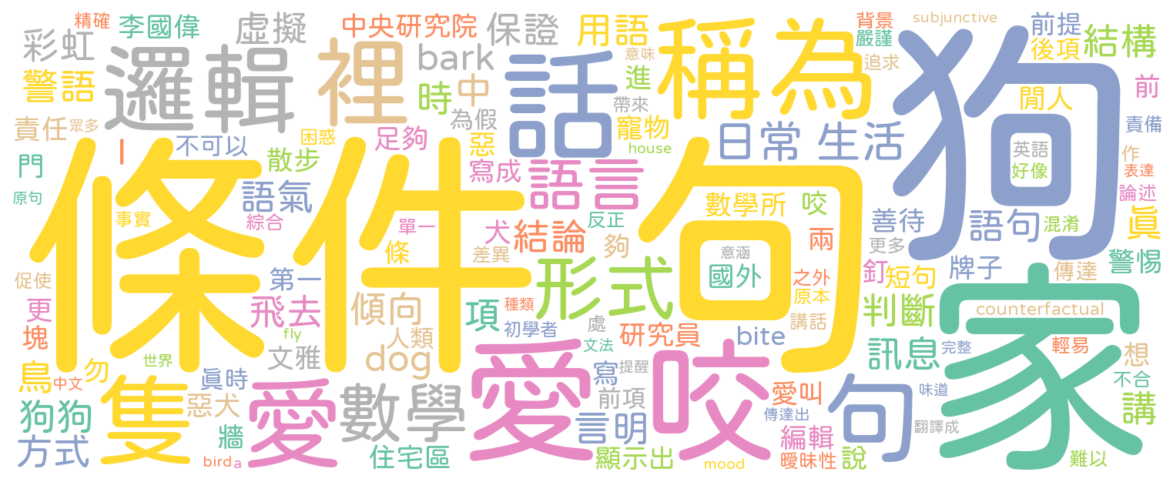 精確 李國偉 虛擬 中央研究院 保證 用語 背景 subjunctive
彩虹 邏輯 裡 bark 話 意味 稱為 嚴謹 追求 前提 後項 結構
警語 時 中 進 帶來 狗 閒人 前
責任 眾多 困惑 足夠 為假 惡 寵物 house 日常 生活 英語 好像 責備
門 不可以 散步 寫成 語言 作 表達
原句 條件句 語氣 數學所 咬 善待 語句 混淆 論述 真
事實 綜合 單一 條 犬 結論 反正 夠 兩 更多
差異 意涵 國外 之外 釘 短句 牌子 傳達 警惕
促使 第一 形式 原本 家
更 飛去 傾向 項 種類 初學者 處 研究員 講話 判斷 counterfactual
塊 fly 人類 文法 bite 完整 輕易
世界 文雅 dog 提醒 訊息 想
鳥 中文 勿 真時 愛 寫 咬 愛叫 味道 不合
狗狗 隻 惡犬 愛 數學 前項 言明 傳達出 句 講
方式 牆 編輯 翻譯成
bird a 住宅區 顯示出 mood 曖昧性 說 難以
I